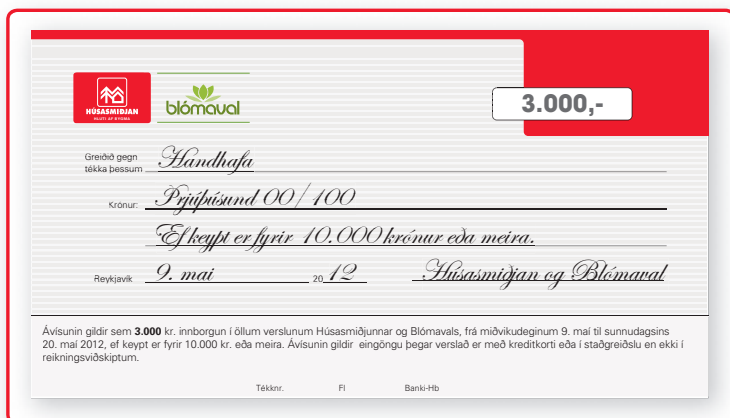 HÚSASMIÐJAN
HLUTI AF BYGMA
blómaval
3.000,-
Greiðið gegn
tékka þessum Handhafa
Krónur: Þrjúþúsund 00/100
Ef keypt er fyrir 10.000 krónur eða meira.
Reykjavík 9. maí 20 12 Húsasmiðjan og Blómaval
Ávísunin gildir sem 3.000 kr. innborgun í öllum verslunum Húsasmiðjunnar og Blómavals, frá miðvikudeginum 9. maí til sunnudagsins
20. maí 2012, ef keypt er fyrir 10.000 kr. eða meira. Ávísunin gildir eingöngu þegar verslað er með kreditkorti eða í staðgreiðslu en ekki í
reikningsviðskiptum.
Tékknr. Fl Banki-Hb